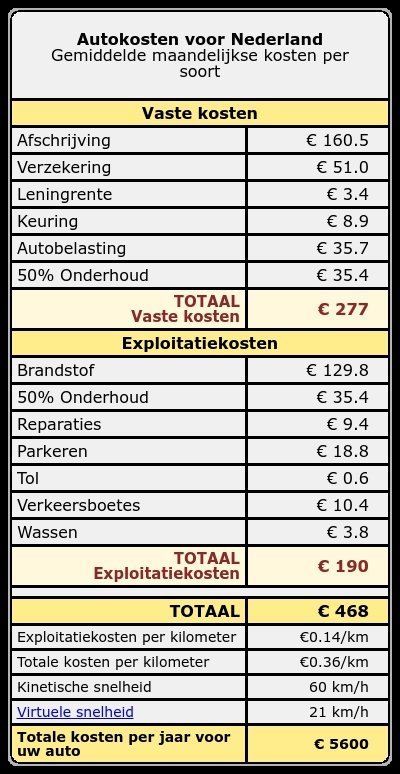 Autokosten voor Nederland
Gemiddelde maandelijkse kosten per
soort
Vaste kosten
Afschrijving € 160.5
Verzekering € 51.0
Leningrente € 3.4
Keuring € 8.9
Autobelasting € 35.7
50% Onderhoud € 35.4
TOTAAL
Vaste kosten € 277
Exploitatiekosten
Brandstof € 129.8
50% Onderhoud € 35.4
Reparaties € 9.4
Parkeren € 18.8
Tol € 0.6
Verkeersboetes € 10.4
Wassen € 3.8
TOTAAL
Exploitatiekosten € 190
TOTAAL € 468
Exploitatiekosten per kilometer €0.14/km
Totale kosten per kilometer €0.36/km
Kinetische snelheid 60 km/h
Virtuele snelheid 21 km/h
Totale kosten per jaar voor
uw auto € 5600